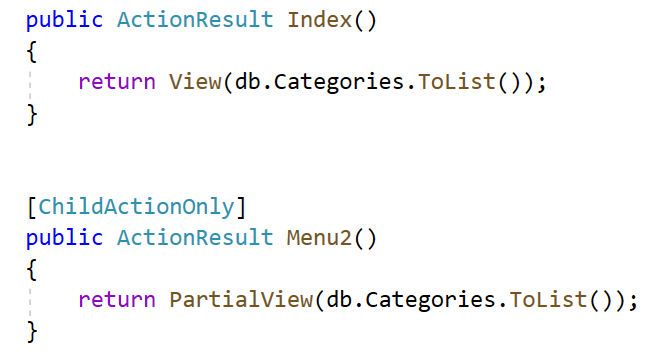 public ActionResult Index()
{
    return View(db.Categories.ToList());
}
[ChildActionOnly]
public ActionResult Menu2()
{
    return PartialView(db.Categories.ToList());
}